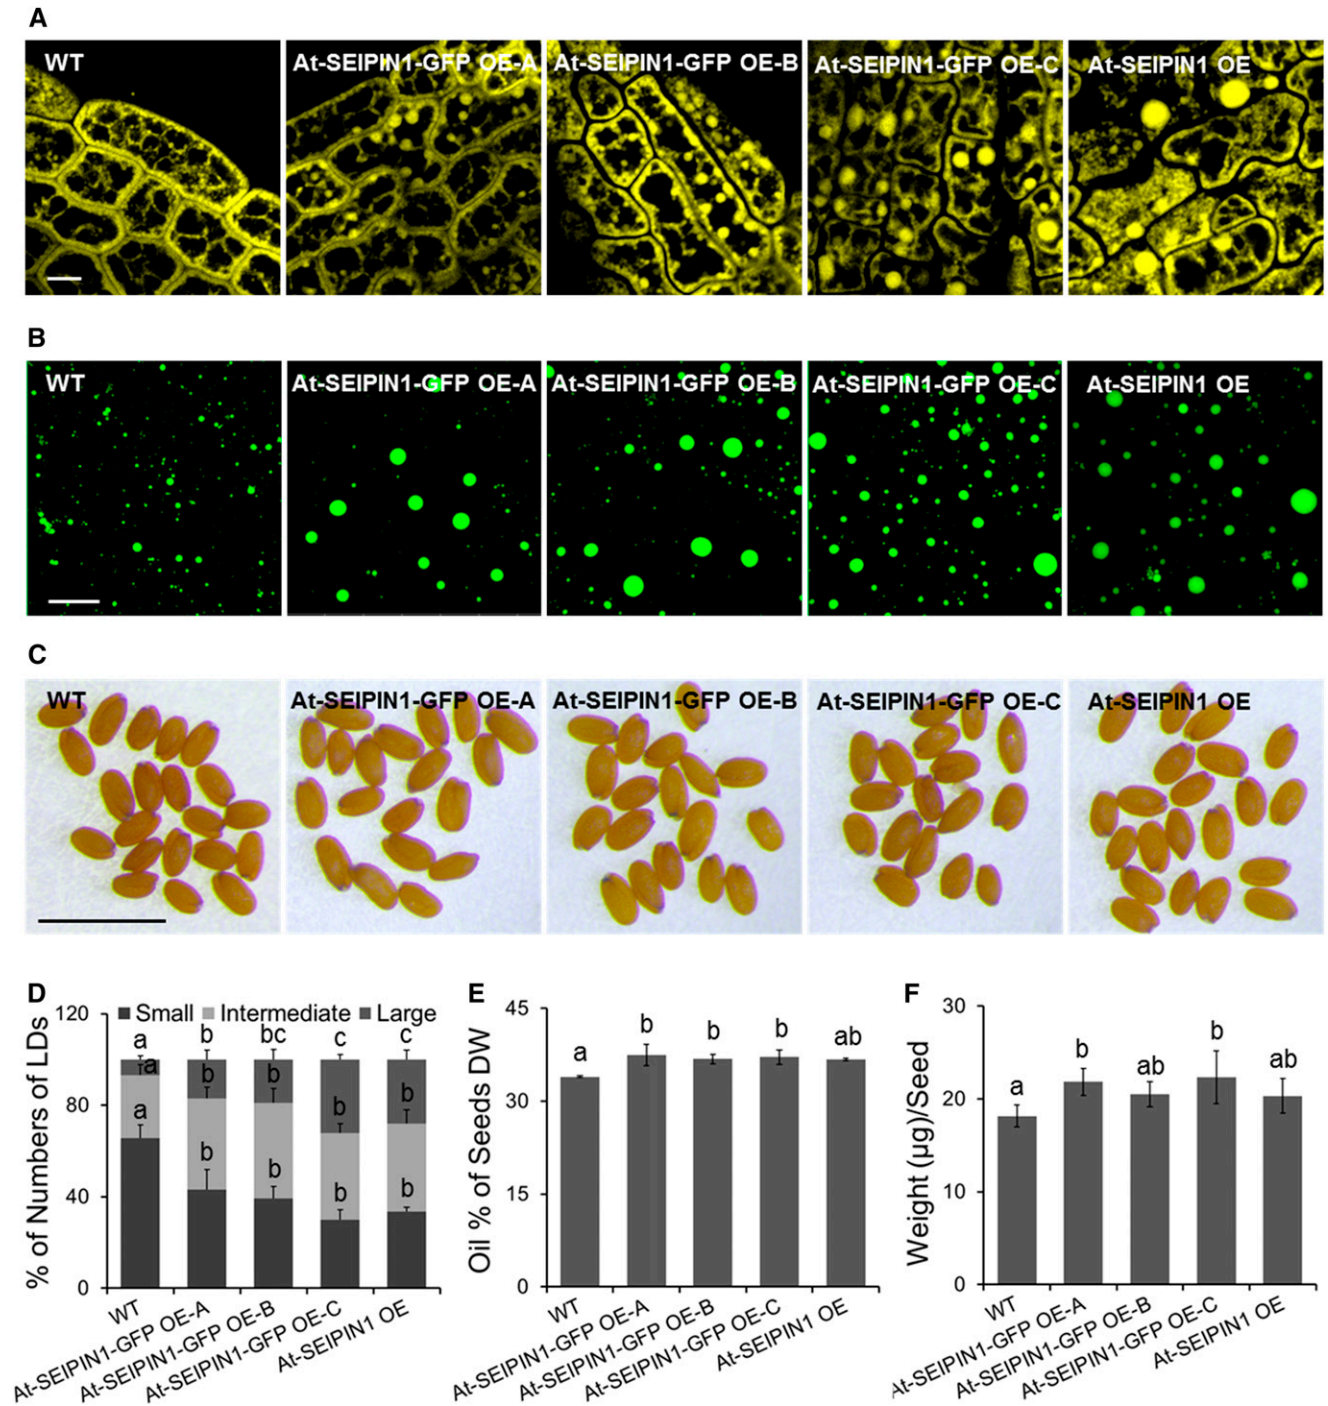 A
WT
At-SEIPIN1-GFP OE-A
At-SEIPIN1-GFP OE-B
At-SEIPIN1-GFP OE-C
At-SEIPIN1 OE
B
WT
At-SEIPIN1-GFP OE-A
At-SEIPIN1-GFP OE-B
At-SEIPIN1-GFP OE-C
At-SEIPIN1 OE
C
WT
At-SEIPIN1-GFP OE-A
At-SEIPIN1-GFP OE-B
At-SEIPIN1-GFP OE-C
At-SEIPIN1 OE
D
% of Numbers of LDs
120
80
40
0
Small Intermediate Large
a b bc c c
a b b b b
a b b b b
WT
At-SEIPIN1-GFP OE-A
At-SEIPIN1-GFP OE-B
At-SEIPIN1-GFP OE-C
At-SEIPIN1 OE
E
Oil % of Seeds DW
45
30
15
0
a b b b ab
WT
At-SEIPIN1-GFP OE-A
At-SEIPIN1-GFP OE-B
At-SEIPIN1-GFP OE-C
At-SEIPIN1 OE
F
Weight (µg)/Seed
30
20
10
0
a b ab b ab
WT
At-SEIPIN1-GFP OE-A
At-SEIPIN1-GFP OE-B
At-SEIPIN1-GFP OE-C
At-SEIPIN1 OE